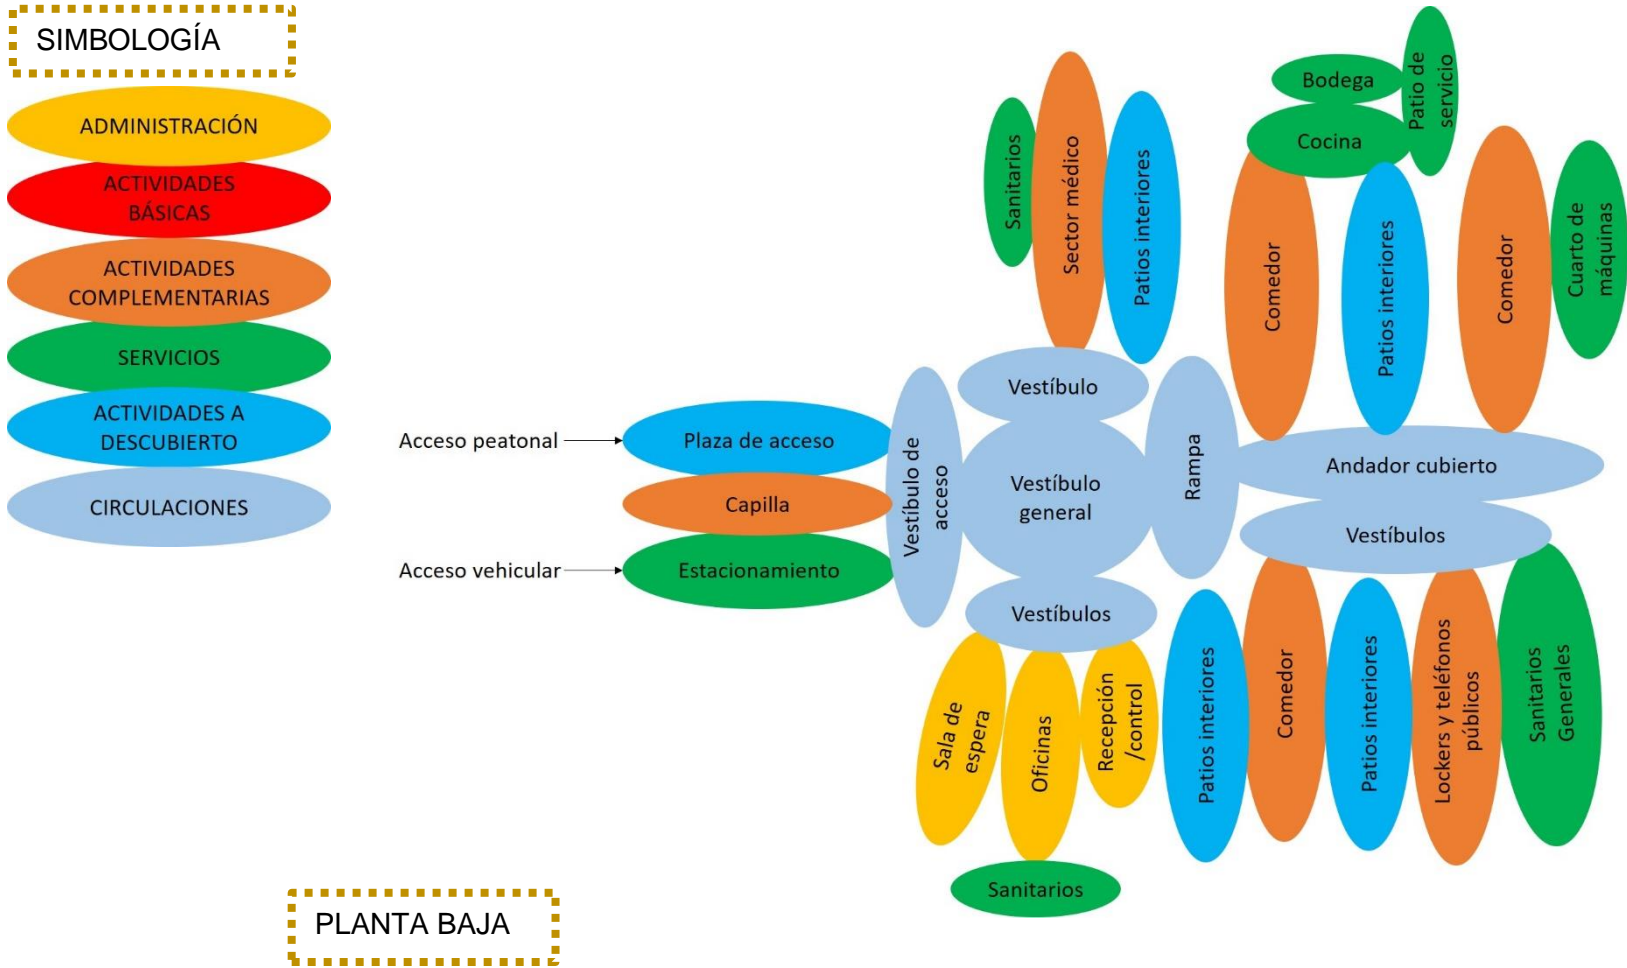 SIMBOLOGÍA
ADMINISTRACIÓN
ACTIVIDADES
BÁSICAS
ACTIVIDADES
COMPLEMENTARIAS
SERVICIOS
ACTIVIDADES A
DESCUBIERTO
CIRCULACIONES
Acceso peatonal
Acceso vehicular
Plaza de acceso
Capilla
Estacionamiento
Vestíbulo de
acceso
Sanitarios
Sector médico
Patios interiores
Vestíbulo
Vestíbulo
general
Vestíbulos
Rampa
Sala de
espera
Oficinas
Recepción
/control
Sanitarios
Bodega
Cocina
Patio de
servicio
Comedor
Patios interiores
Comedor
Cuarto de
máquinas
Andador cubierto
Vestíbulos
Patios interiores
Comedor
Patios interiores
Lockers y teléfonos
públicos
Sanitarios
Generales
PLANTA BAJA